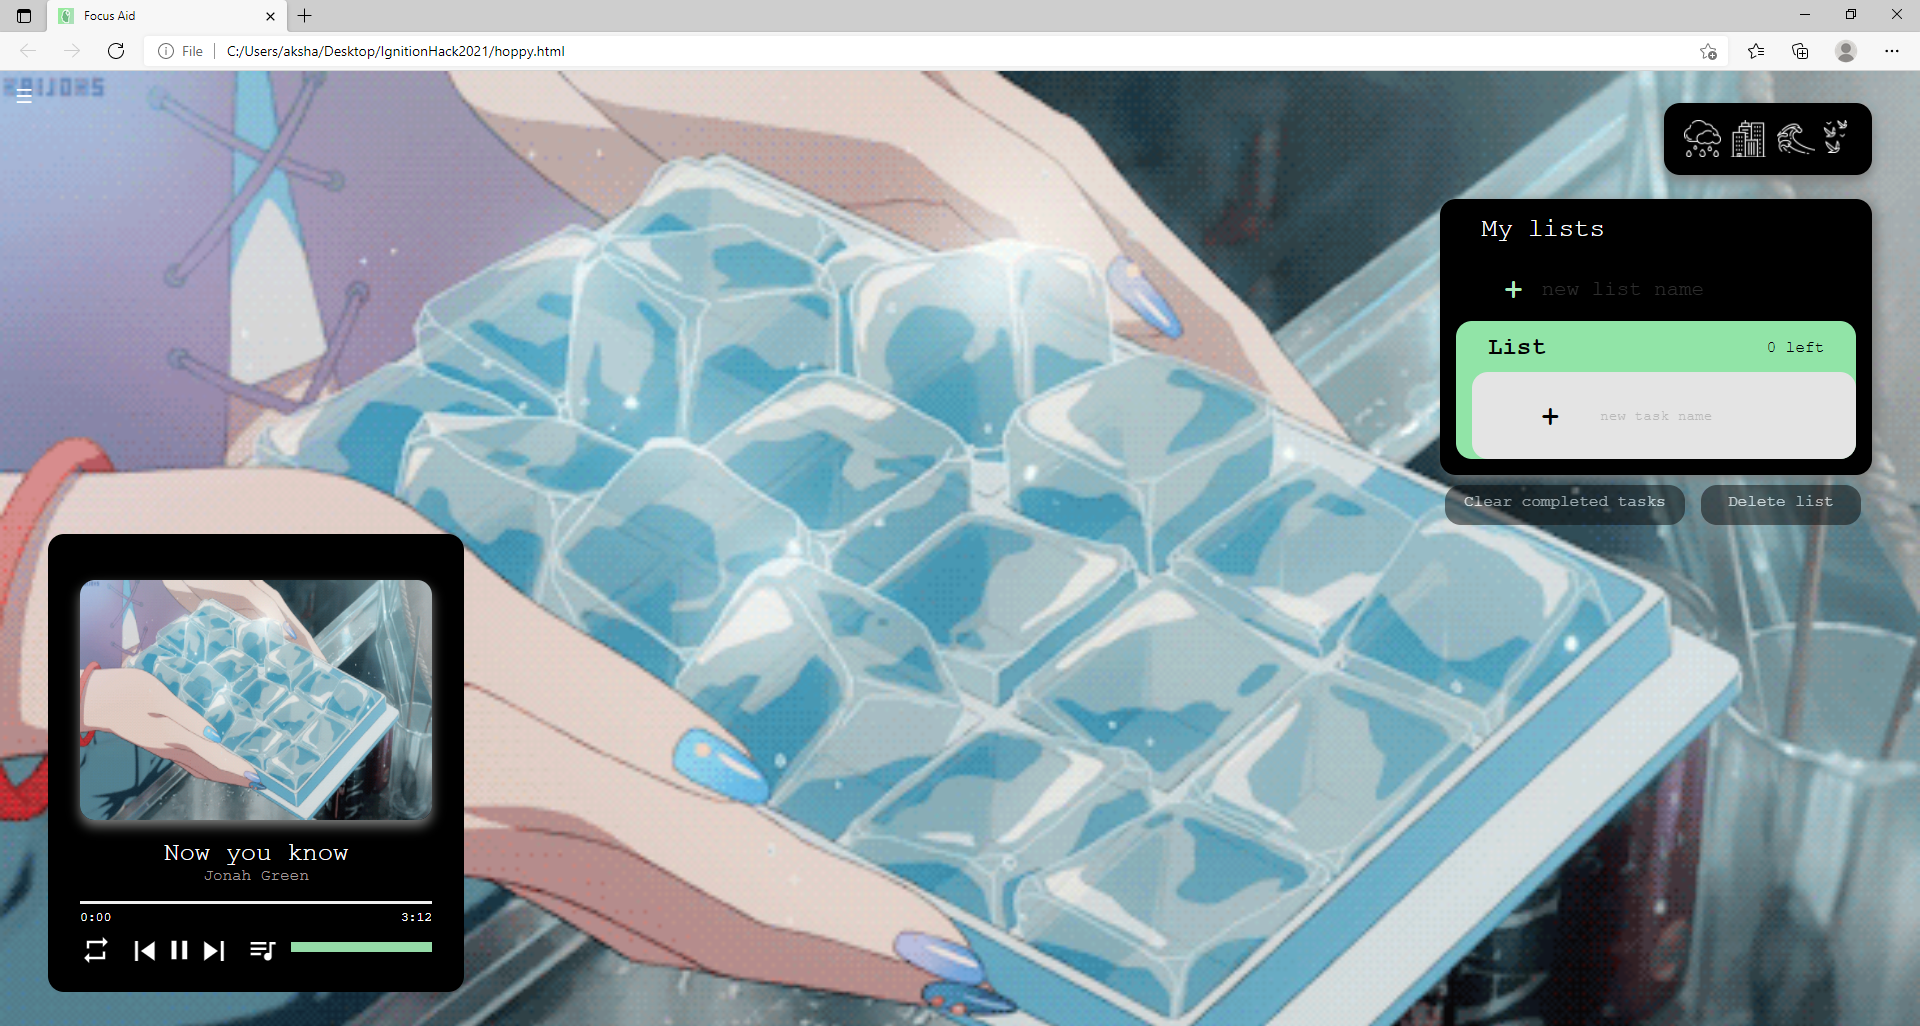 Focus Aid
File
C:/Users/aksha/Desktop/IgnitionHack2021/hoppy.html
My lists
new list name
List
0 left
new task name
Clear completed tasks
Delete list
Now you know
Jonah Green
0:00
3:12